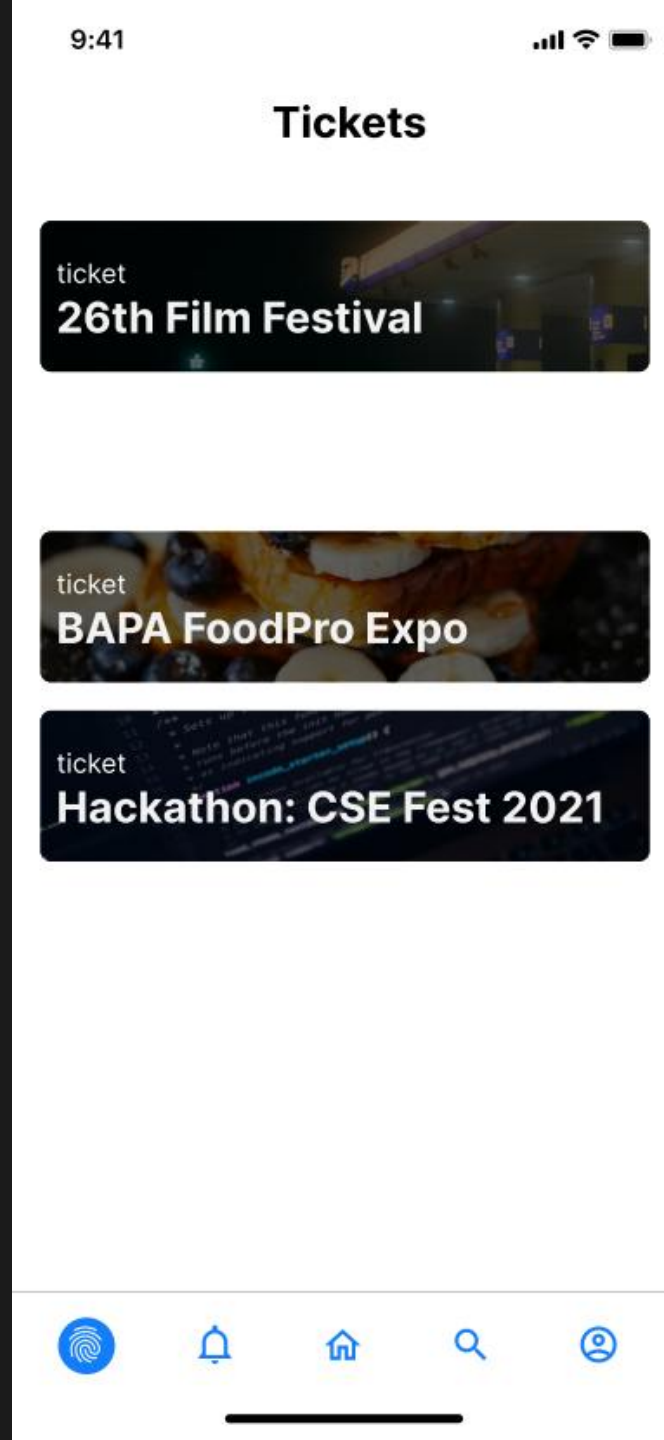 9:41
Tickets
ticket
26th Film Festival
ticket
BAPA FoodPro Expo
ticket
Hackathon: CSE Fest 2021